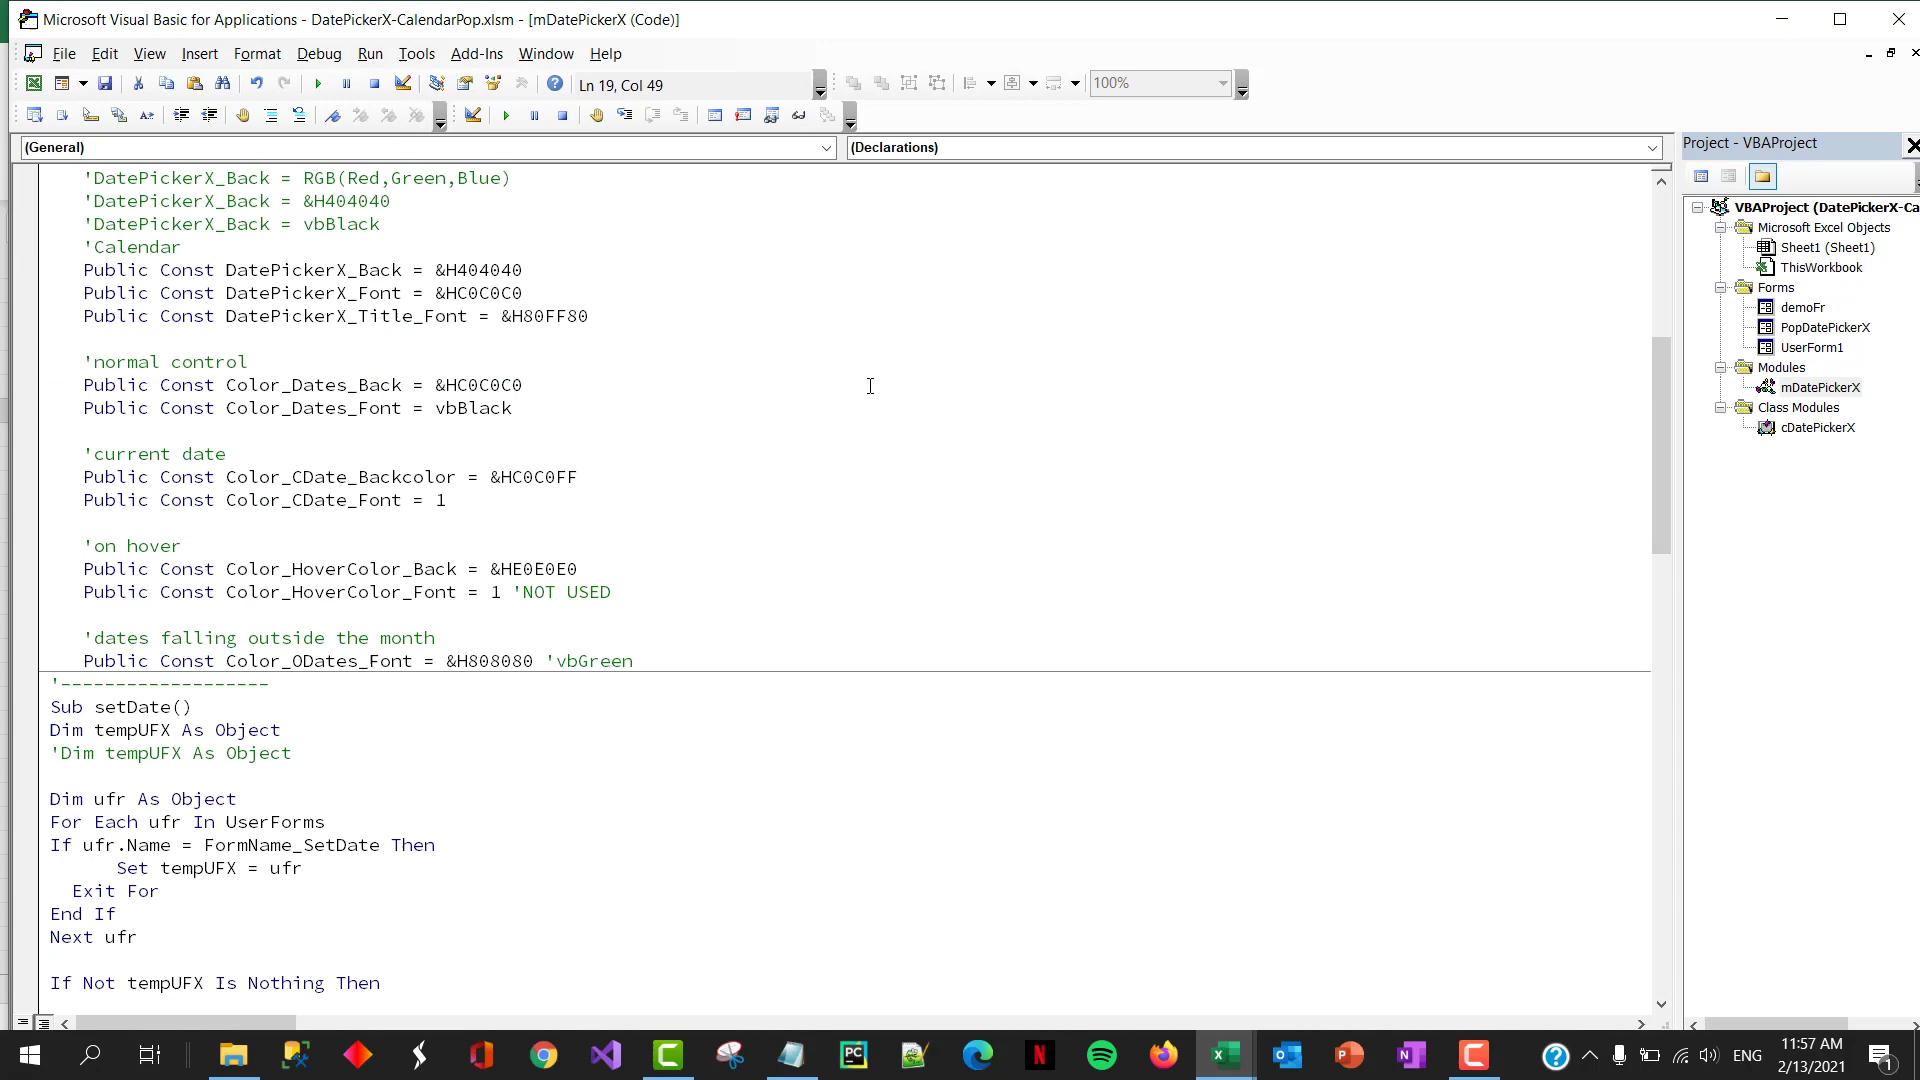 Microsoft Visual Basic for Applications - DatePickerX-CalendarPop.xlsm - [mDatePickerX (Code)]
File Edit View Insert Format Debug Run Tools Add-Ins Window Help
Ln 19, Col 49
100%
(General)
(Declarations)
'DatePickerX_Back = RGB(Red,Green,Blue)
'DatePickerX_Back = &H404040
'DatePickerX_Back = vbBlack
'Calendar
Public Const DatePickerX_Back = &H404040
Public Const DatePickerX_Font = &HC0C0C0
Public Const DatePickerX_Title_Font = &H80FF80
'normal control
Public Const Color_Dates_Back = &HC0C0C0
Public Const Color_Dates_Font = vbBlack
'current date
Public Const Color_CDate_Backcolor = &HC0C0FF
Public Const Color_CDate_Font = 1
'on hover
Public Const Color_HoverColor_Back = &HE0E0E0
Public Const Color_HoverColor_Font = 1 'NOT USED
'dates falling outside the month
Public Const Color_ODates_Font = &H808080 'vbGreen
'-------------------
Sub setDate()
Dim tempUFX As Object
'Dim tempUFX As Object
Dim ufr As Object
For Each ufr In UserForms
If ufr.Name = FormName_SetDate Then
Set tempUFX = ufr
Exit For
End If
Next ufr
If Not tempUFX Is Nothing Then
Project - VBAProject
VBAProject (DatePickerX-Ca
Microsoft Excel Objects
Sheet1 (Sheet1)
ThisWorkbook
Forms
demoFr
PopDatePickerX
UserForm1
Modules
mDatePickerX
Class Modules
cDatePickerX
ENG
11:57 AM
2/13/2021
1